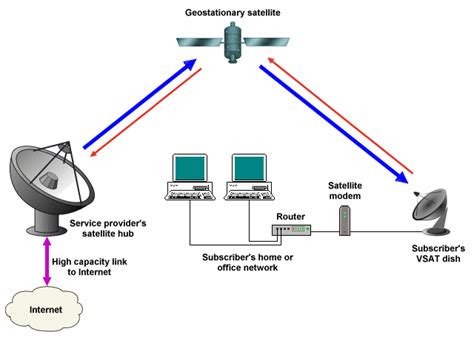 Geostationary satellite
Satellite
modem
Router
Service provider's
satellite hub
Subscriber's home or
office network
Subscriber's
VSAT dish
High capacity link
to Internet
Internet